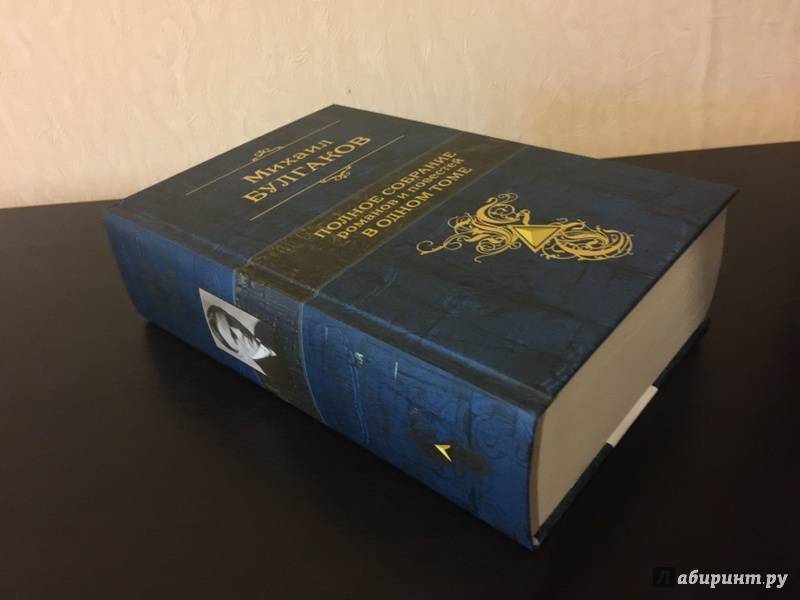 Михаил
БУЛГАКОВ
ПОЛНОЕ СОБРАНИЕ
романов и повестей
В ОДНОМ ТОМЕ
Лабиринт.ру